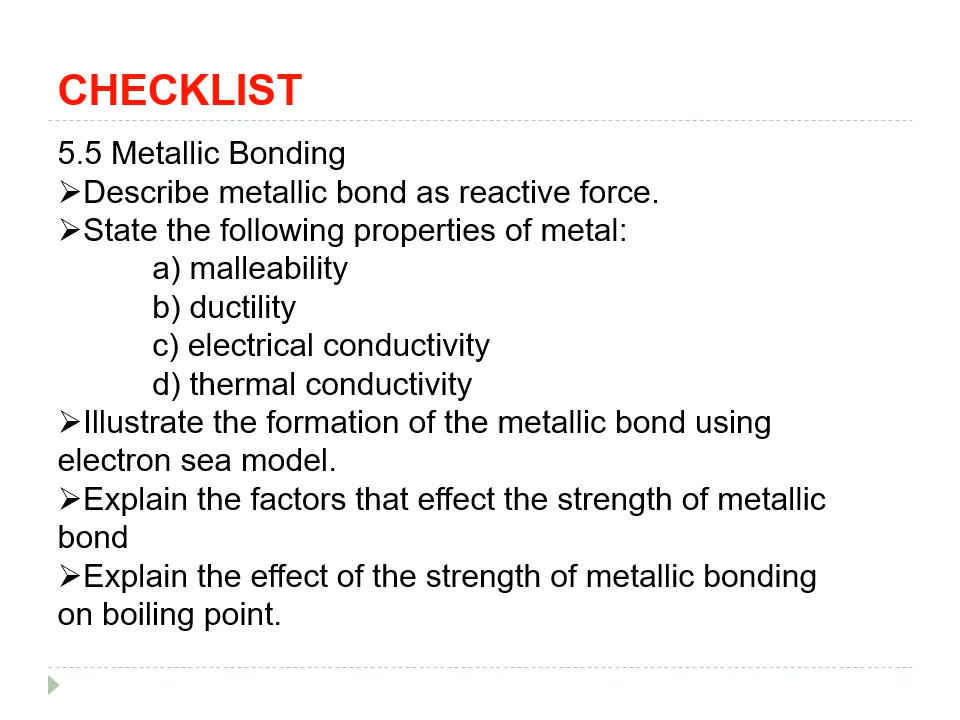 CHECKLIST
5.5 Metallic Bonding
➢Describe metallic bond as reactive force.
➢State the following properties of metal:
a) malleability
b) ductility
c) electrical conductivity
d) thermal conductivity
➢Illustrate the formation of the metallic bond using
electron sea model.
➢Explain the factors that effect the strength of metallic
bond
➢Explain the effect of the strength of metallic bonding
on boiling point.